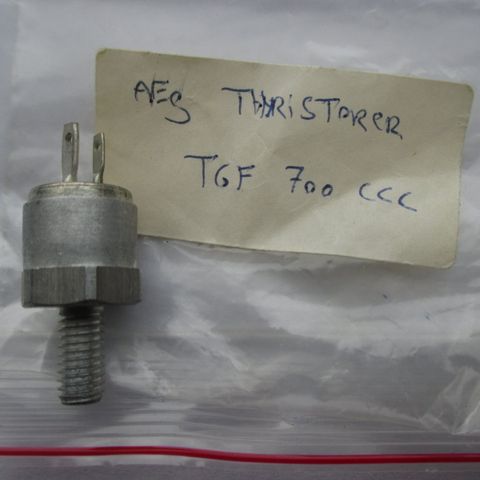 AEG THYRISTORER
TGF 700 CCC